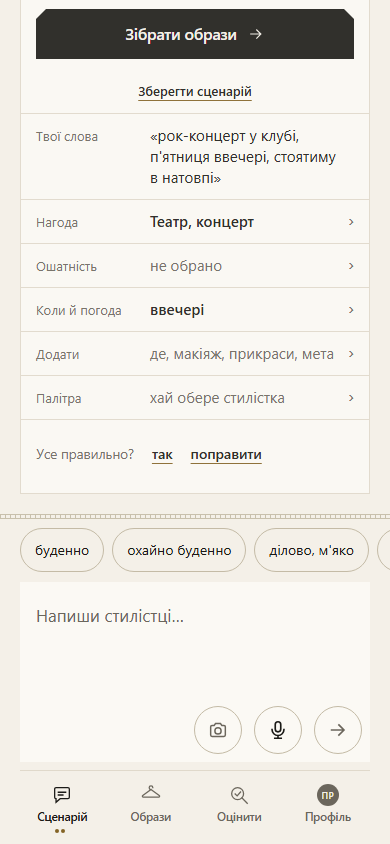 Зібрати образи →
Зберегти сценарій
Твої слова
«рок-концерт у клубі,
п'ятниця ввечері, стоятиму
в натовпі»
Нагода Театр, концерт ›
Ошатність не обрано ›
Коли й погода ввечері ›
Додати де, макіяж, прикраси, мета ›
Палітра хай обере стилістка ›
Усе правильно? так поправити
буденно охайно буденно ділово, м'яко
Напиши стилістці...
Сценарій Образи Оцінити ПР Профіль